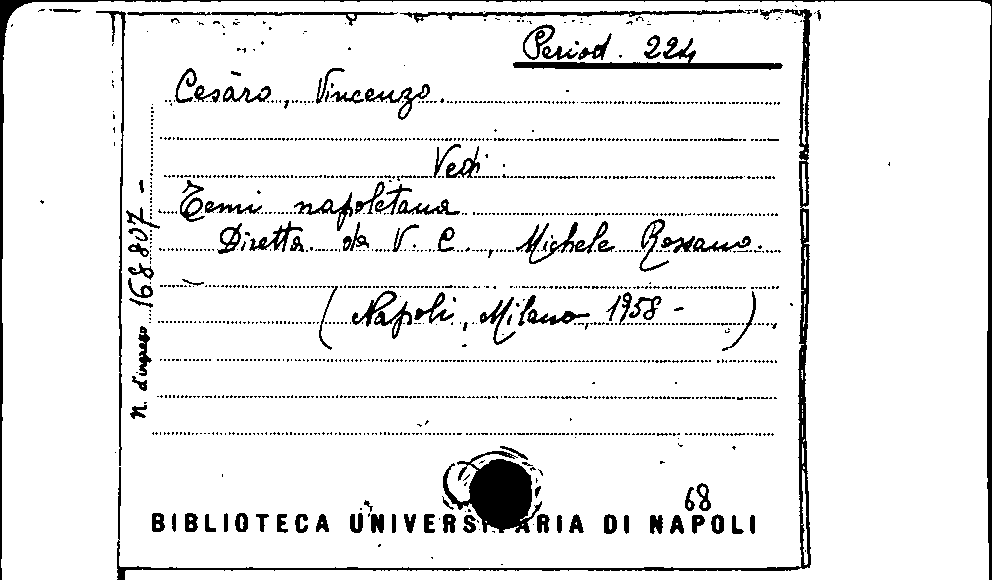 Period. 224
Cesàro, Vincenzo.
Vedi:
Temi napoletana
Diretta da V. C., Michele Rossano.
(Napoli, Milano, 1958 - ).
N. d'ingresso 168807 -
68
BIBLIOTECA UNIVERSITARIA DI NAPOLI